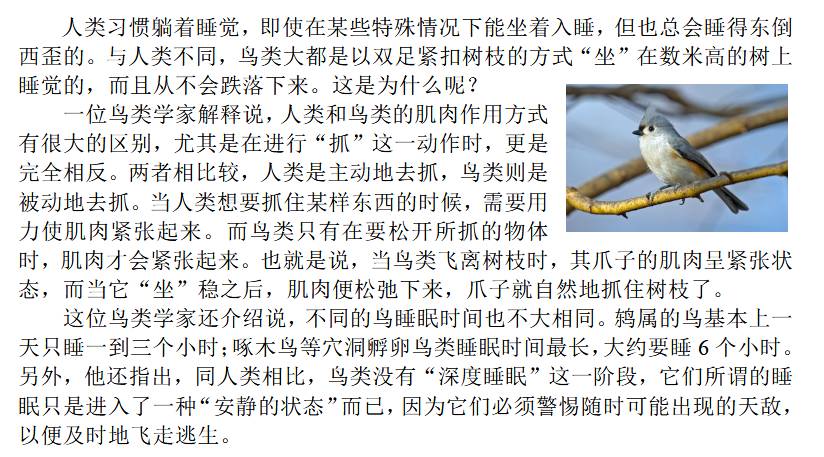 人类习惯躺着睡觉，即使在某些特殊情况下能坐着入睡，但也总会睡得东倒
西歪的。与人类不同，鸟类大都是以双足紧扣树枝的方式“坐”在数米高的树上
睡觉的，而且从不会跌落下来。这是为什么呢？
一位鸟类学家解释说，人类和鸟类的肌肉作用方式
有很大的区别，尤其是在进行“抓”这一动作时，更是
完全相反。两者相比较，人类是主动地去抓，鸟类则是
被动地去抓。当人类想要抓住某样东西的时候，需要用
力使肌肉紧张起来。而鸟类只有在要松开所抓的物体
时，肌肉才会紧张起来。也就是说，当鸟类飞离树枝时，其爪子的肌肉呈紧张状
态，而当它“坐”稳之后，肌肉便松弛下来，爪子就自然地抓住树枝了。
这位鸟类学家还介绍说，不同的鸟睡眠时间也不大相同。鸫属的鸟基本上一
天只睡一到三个小时；啄木鸟等穴洞孵卵鸟类睡眠时间最长，大约要睡 6 个小时。
另外，他还指出，同人类相比，鸟类没有“深度睡眠”这一阶段，它们所谓的睡
眠只是进入了一种“安静的状态”而已，因为它们必须警惕随时可能出现的天敌，
以便及时地飞走逃生。